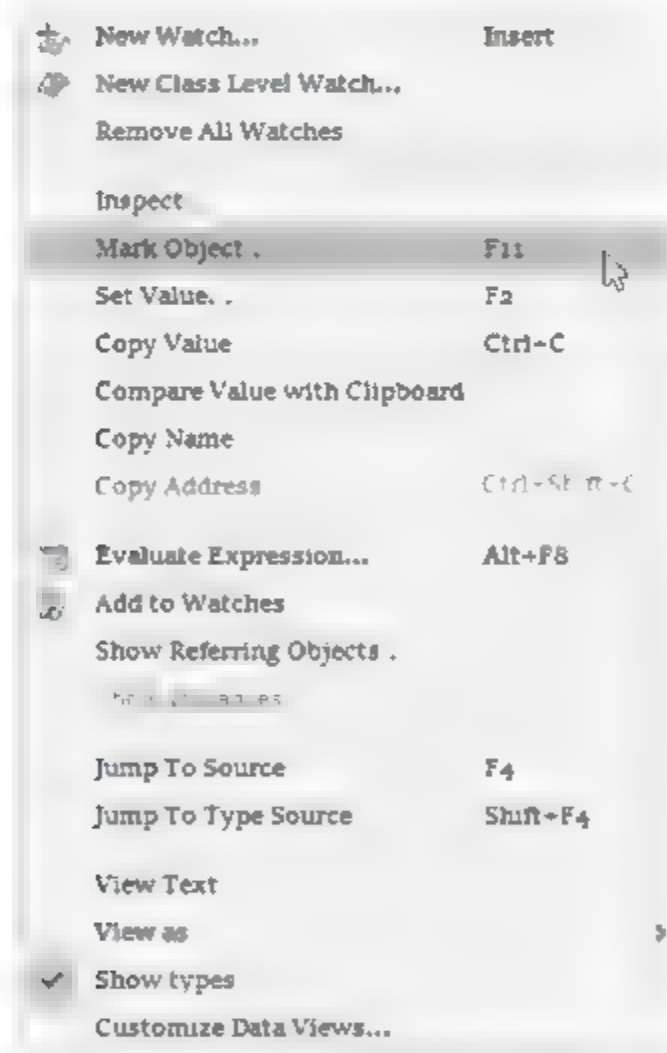 New Watch... Insert
New Class Level Watch...
Remove All Watches
Inspect
Mark Object . F11
Set Value. . F2
Copy Value Ctrl+C
Compare Value with Clipboard
Copy Name
Copy Address Ctrl+Shift+C
Evaluate Expression... Alt+F8
Add to Watches
Show Referring Objects .
Jump To Source F4
Jump To Type Source Shift+F4
View Text
View as
Show types
Customize Data Views...